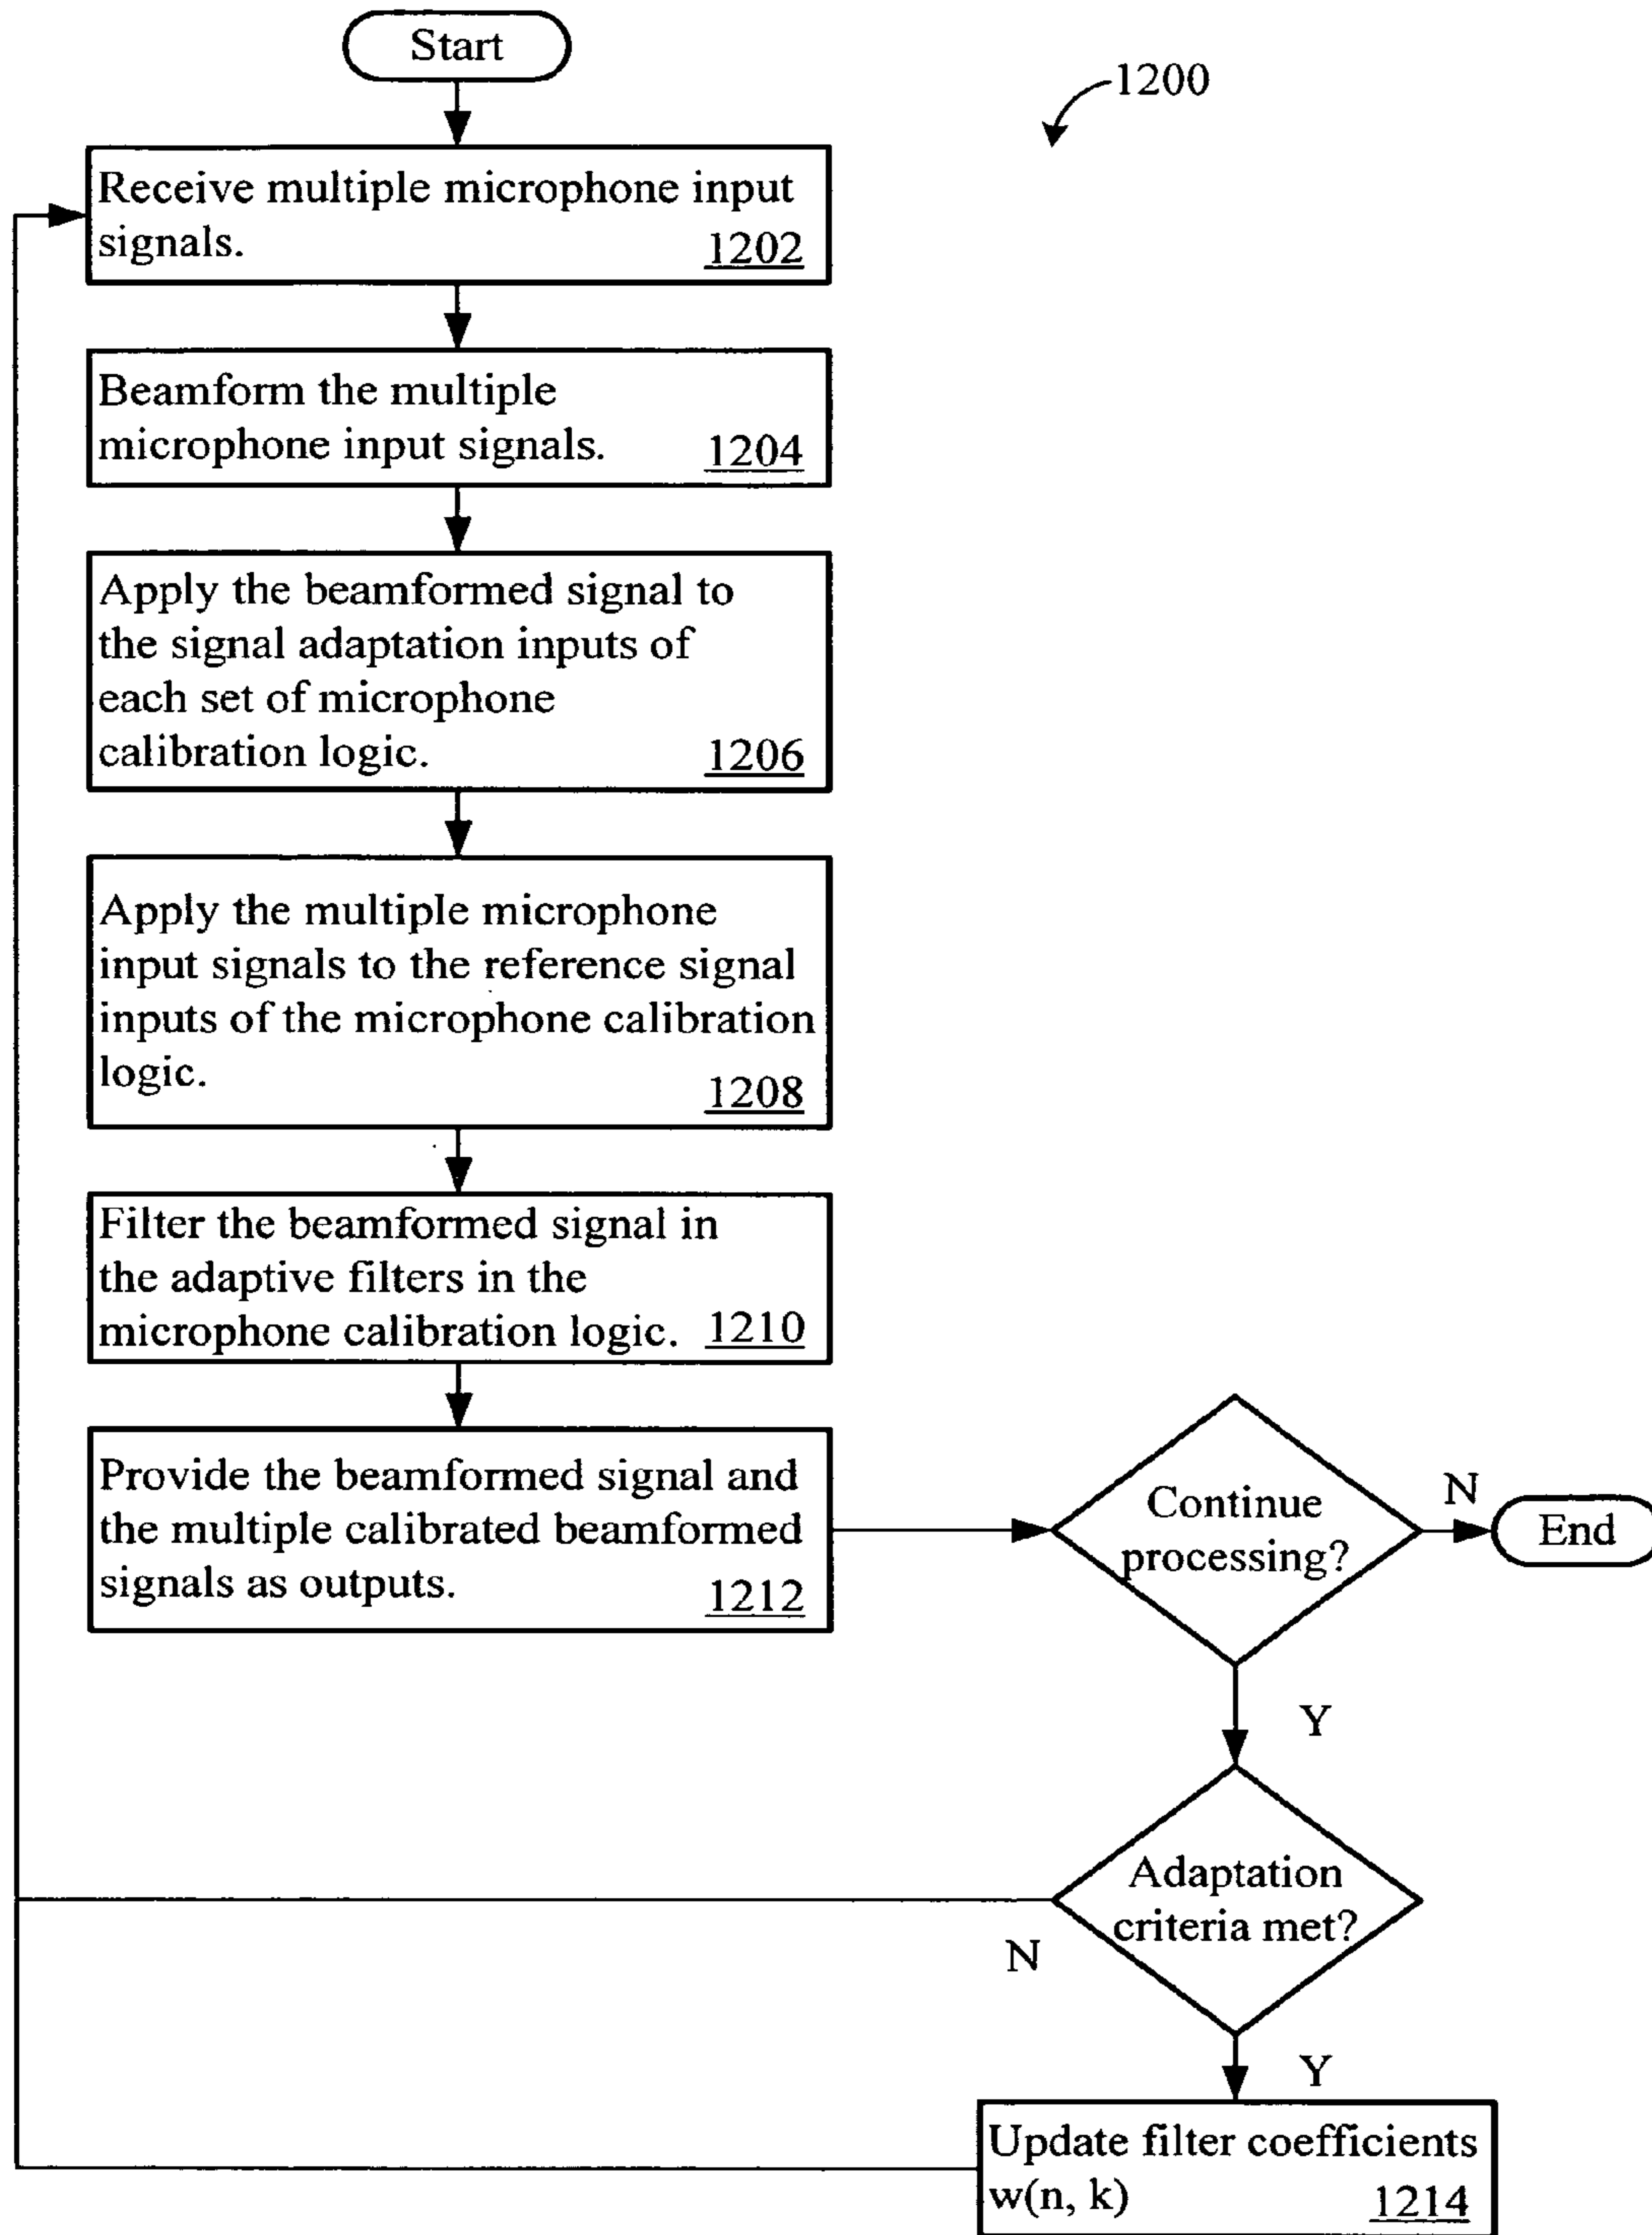 Start
1200
Receive multiple microphone input
signals.
1202
Beamform the multiple
microphone input signals.
1204
Apply the beamformed signal to
the signal adaptation inputs of
each set of microphone
calibration logic.
1206
Apply the multiple microphone
input signals to the reference signal
inputs of the microphone calibration
logic.
1208
Filter the beamformed signal in
the adaptive filters in the
microphone calibration logic. 1210
Provide the beamformed signal and
the multiple calibrated beamformed
signals as outputs.
1212
Continue
processing?
N
End
Y
Adaptation
criteria met?
N
Y
Update filter coefficients
w(n, k)
1214